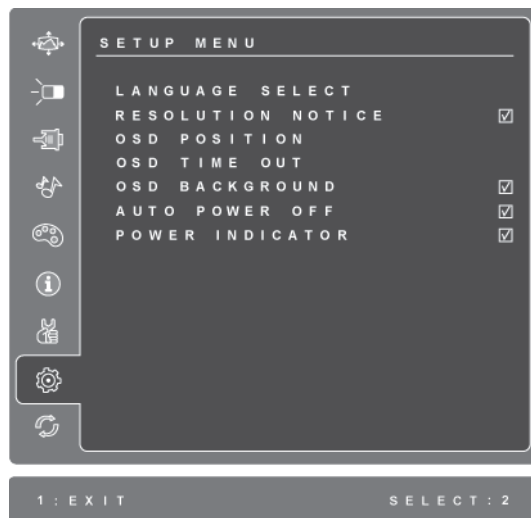 SETUP MENU
LANGUAGE SELECT
RESOLUTION NOTICE ☑
OSD POSITION
OSD TIME OUT
OSD BACKGROUND ☑
AUTO POWER OFF ☑
POWER INDICATOR ☑
1:EXIT SELECT:2